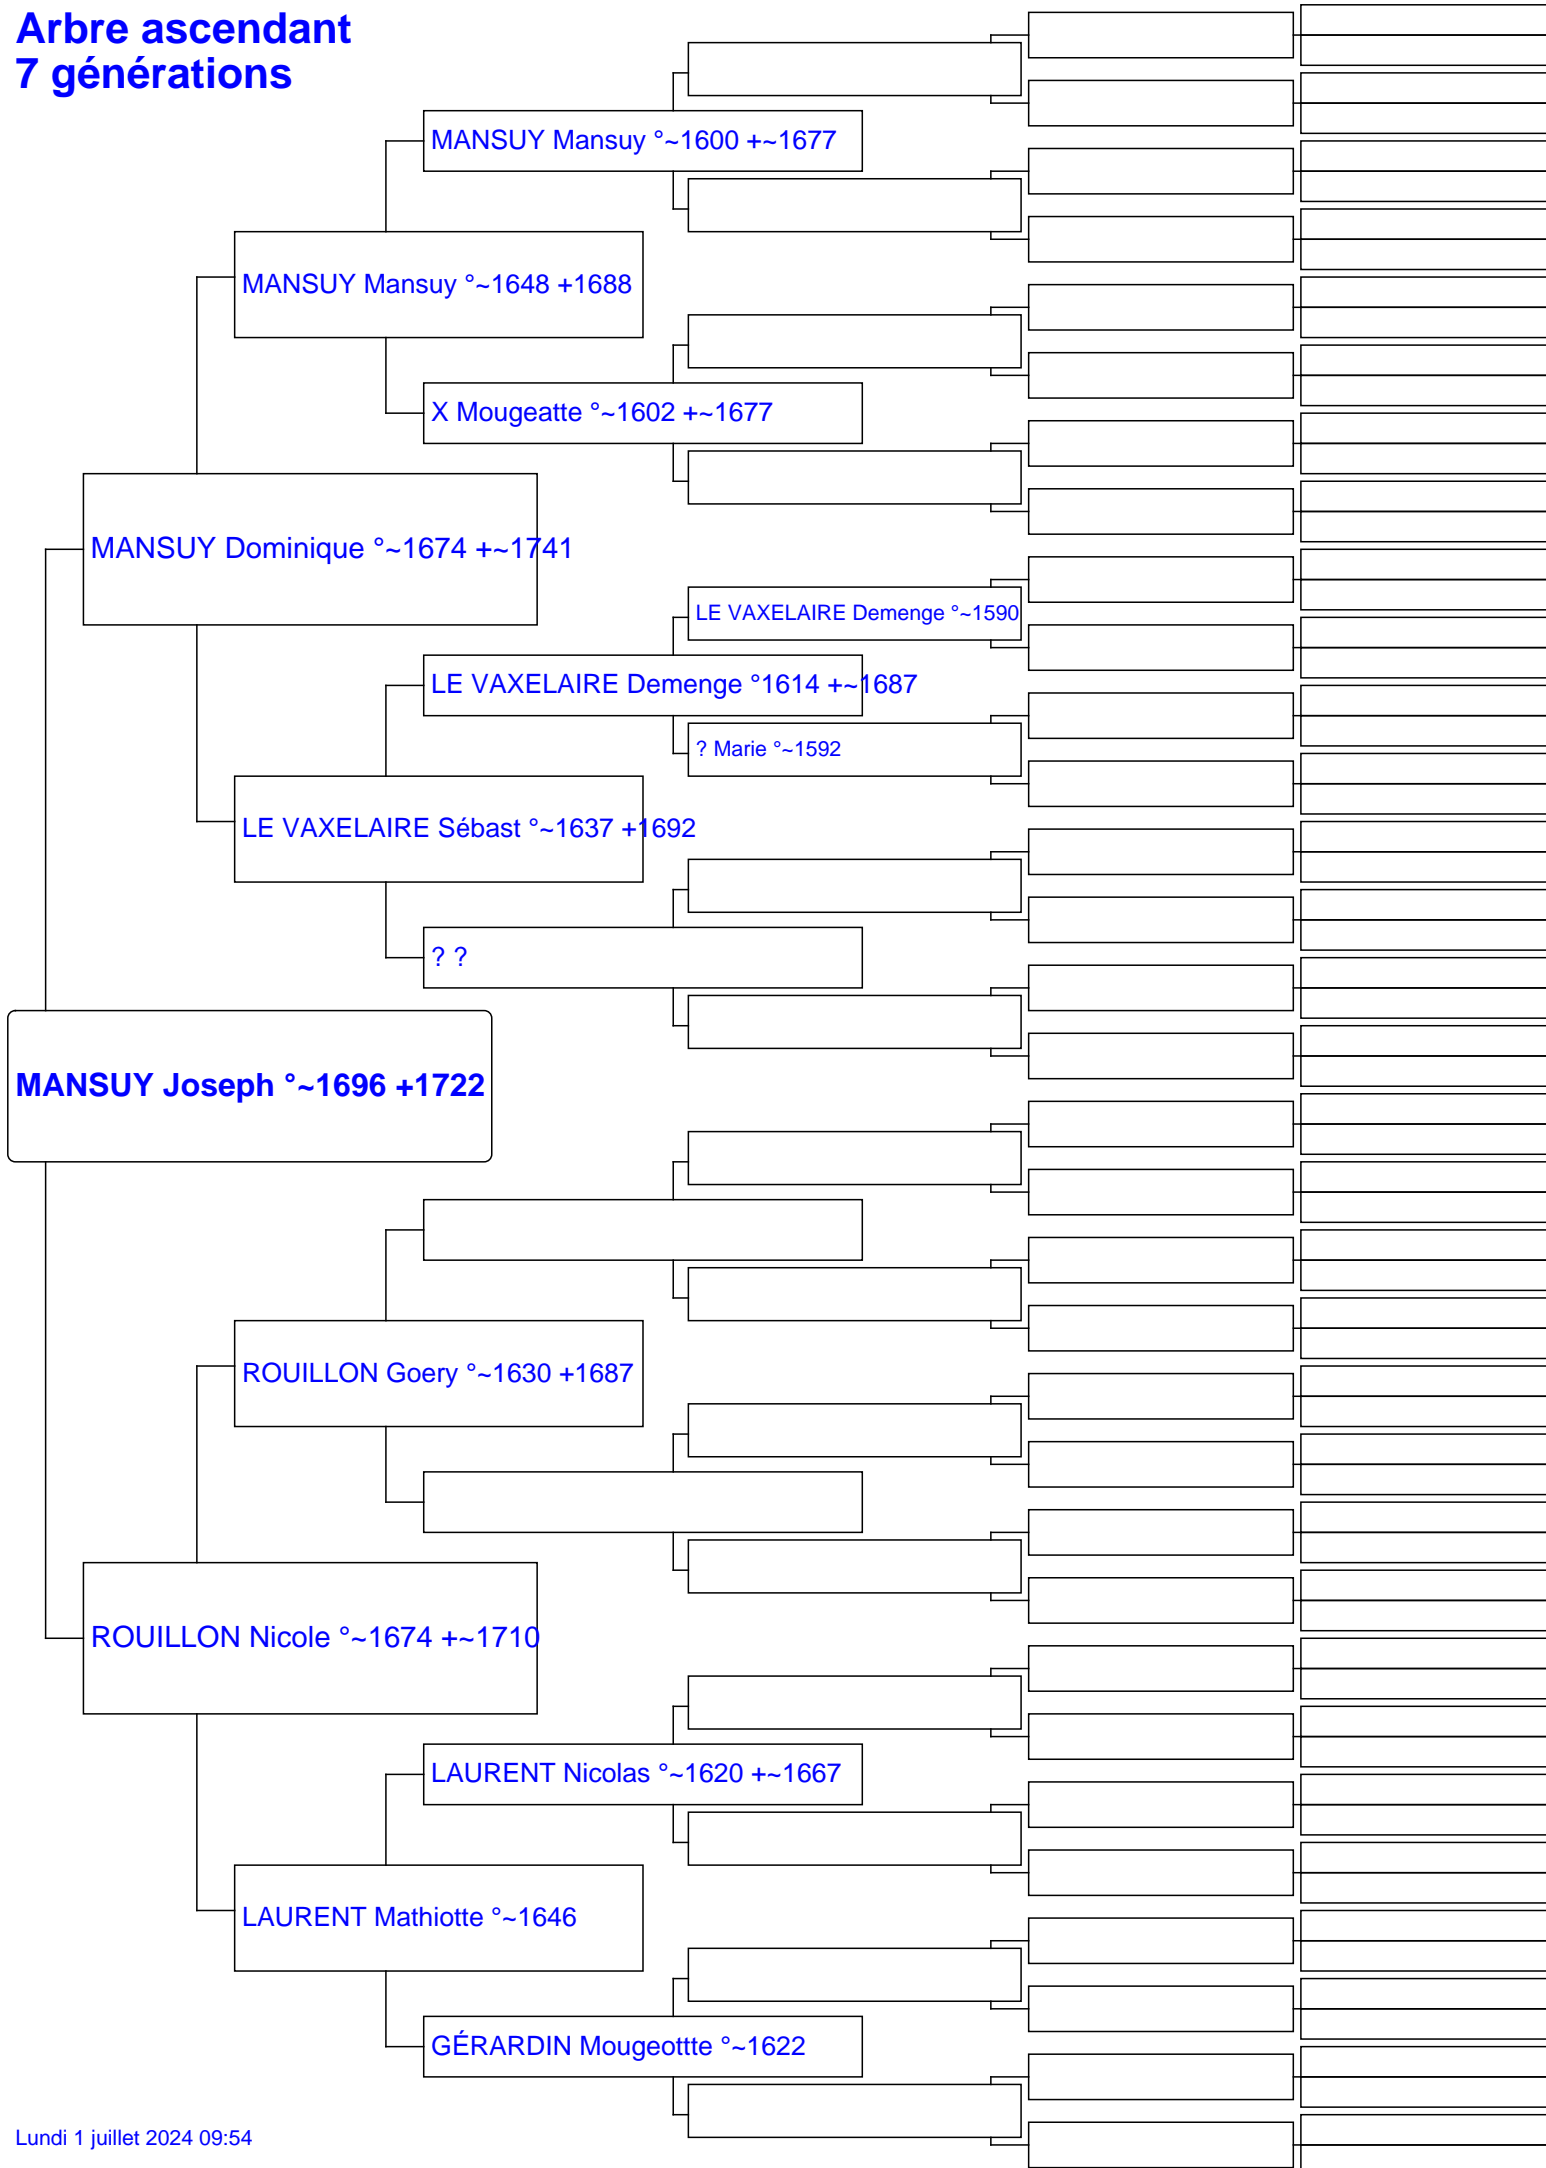 Arbre ascendant
7 générations
MANSUY Mansuy °~1600 +~1677
MANSUY Mansuy °~1648 +1688
X Mougeatte °~1602 +~1677
MANSUY Dominique °~1674 +~1741
LE VAXELAIRE Demenge °~1590
LE VAXELAIRE Demenge °1614 +~1687
? Marie °~1592
LE VAXELAIRE Sébast °~1637 +1692
? ?
MANSUY Joseph °~1696 +1722
ROUILLON Goery °~1630 +1687
ROUILLON Nicole °~1674 +~1710
LAURENT Nicolas °~1620 +~1667
LAURENT Mathiotte °~1646
GÉRARDIN Mougeottte °~1622
Lundi 1 juillet 2024 09:54